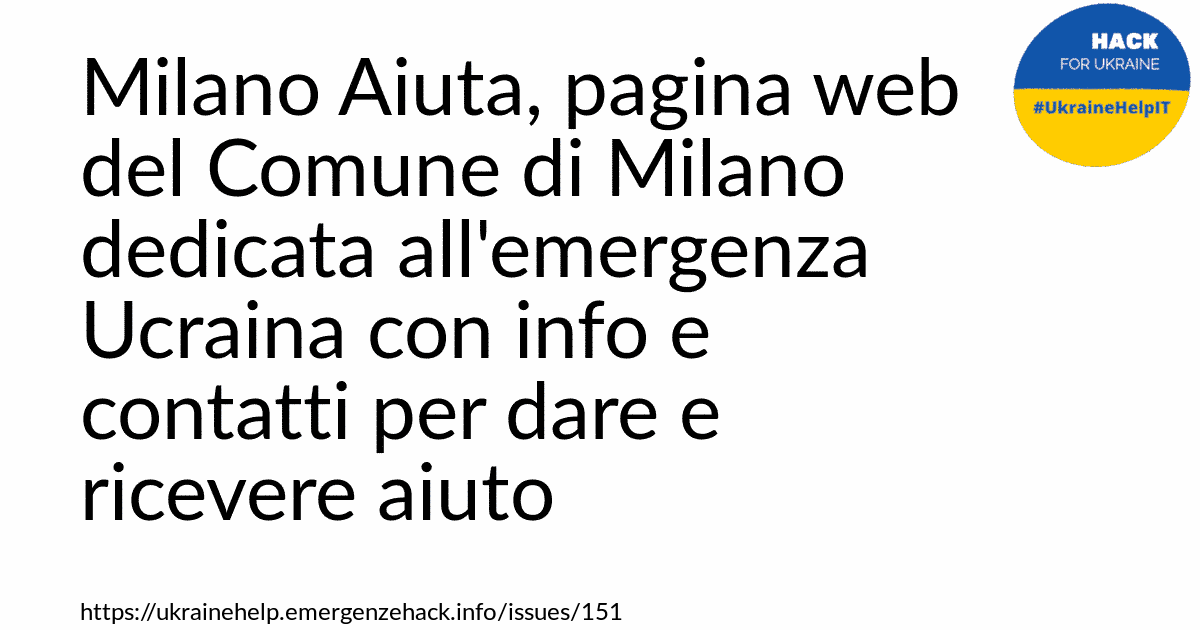 Milano Aiuta, pagina web
del Comune di Milano
dedicata all'emergenza
Ucraina con info e
contatti per dare e
ricevere aiuto
HACK
FOR UKRAINE
#UkraineHelpIT
https://ukrainehelp.emergenzehack.info/issues/151